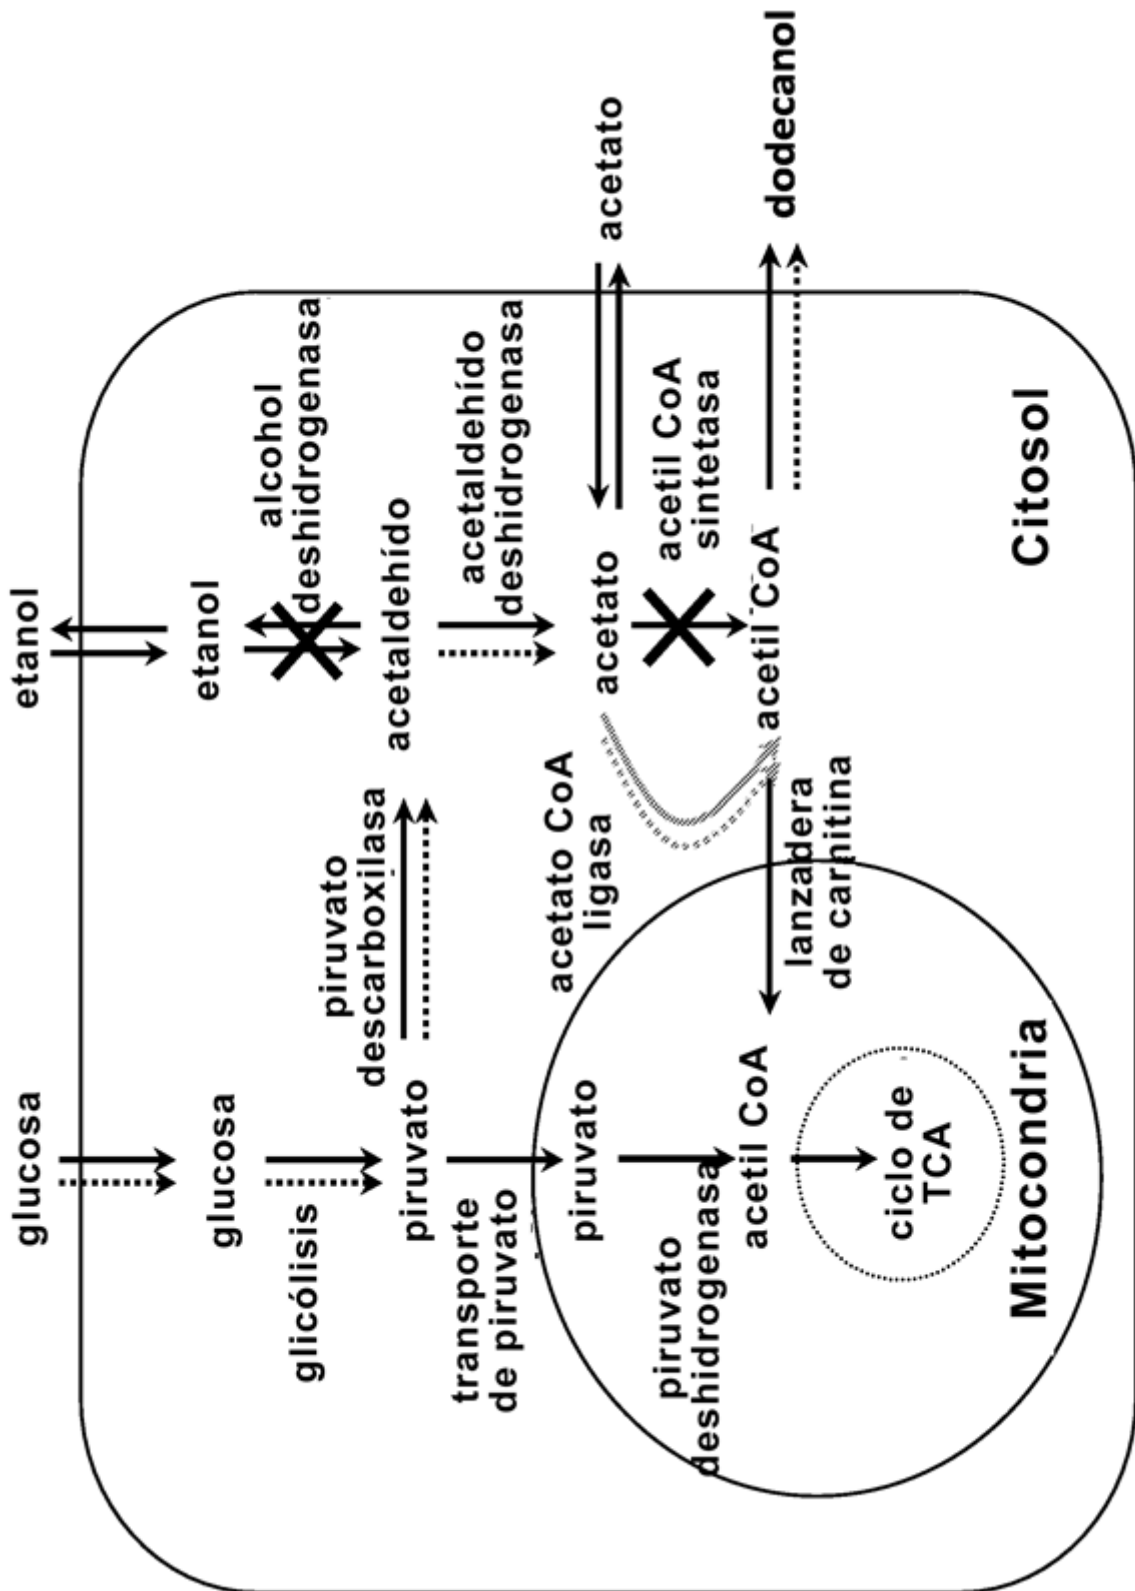 glucosa
etanol
glucosa
etanol
glicólisis
alcohol
deshidrogenasa
piruvato
descarboxilasa
piruvato
acetaldehído
transporte
de piruvato
acetaldehído
deshidrogenasa
acetato CoA
ligasa
piruvato
acetato
acetato
piruvato
deshidrogenasa
acetil CoA
sintetasa
acetil CoA
acetil CoA
dodecanol
lanzadera
de carnitina
ciclo de
TCA
Mitocondria
Citosol